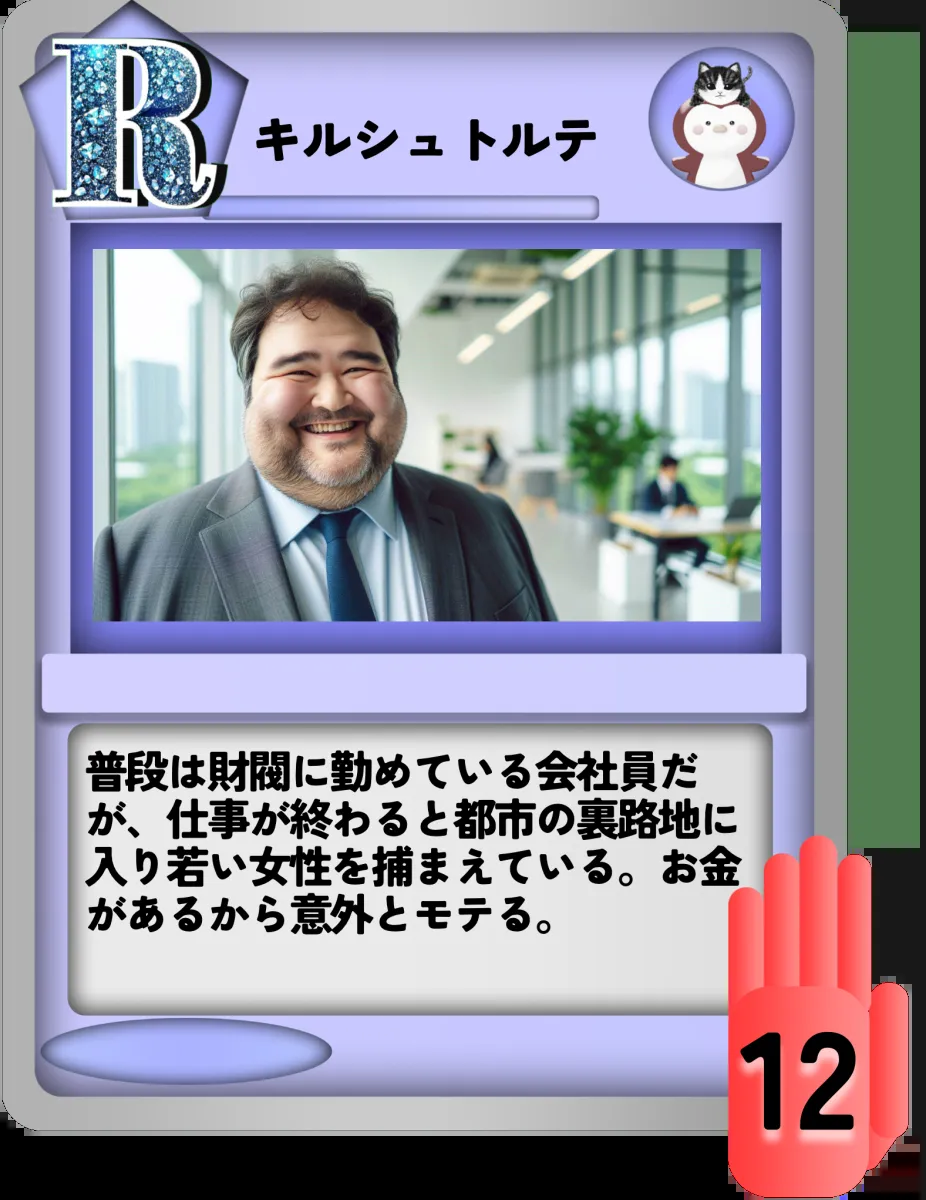 R
キルシュトルテ
普段は財閥に勤めている会社員だ
が、仕事が終わると都市の裏路地に
入り若い女性を捕まえている。お金
があるから意外とモテる。
12